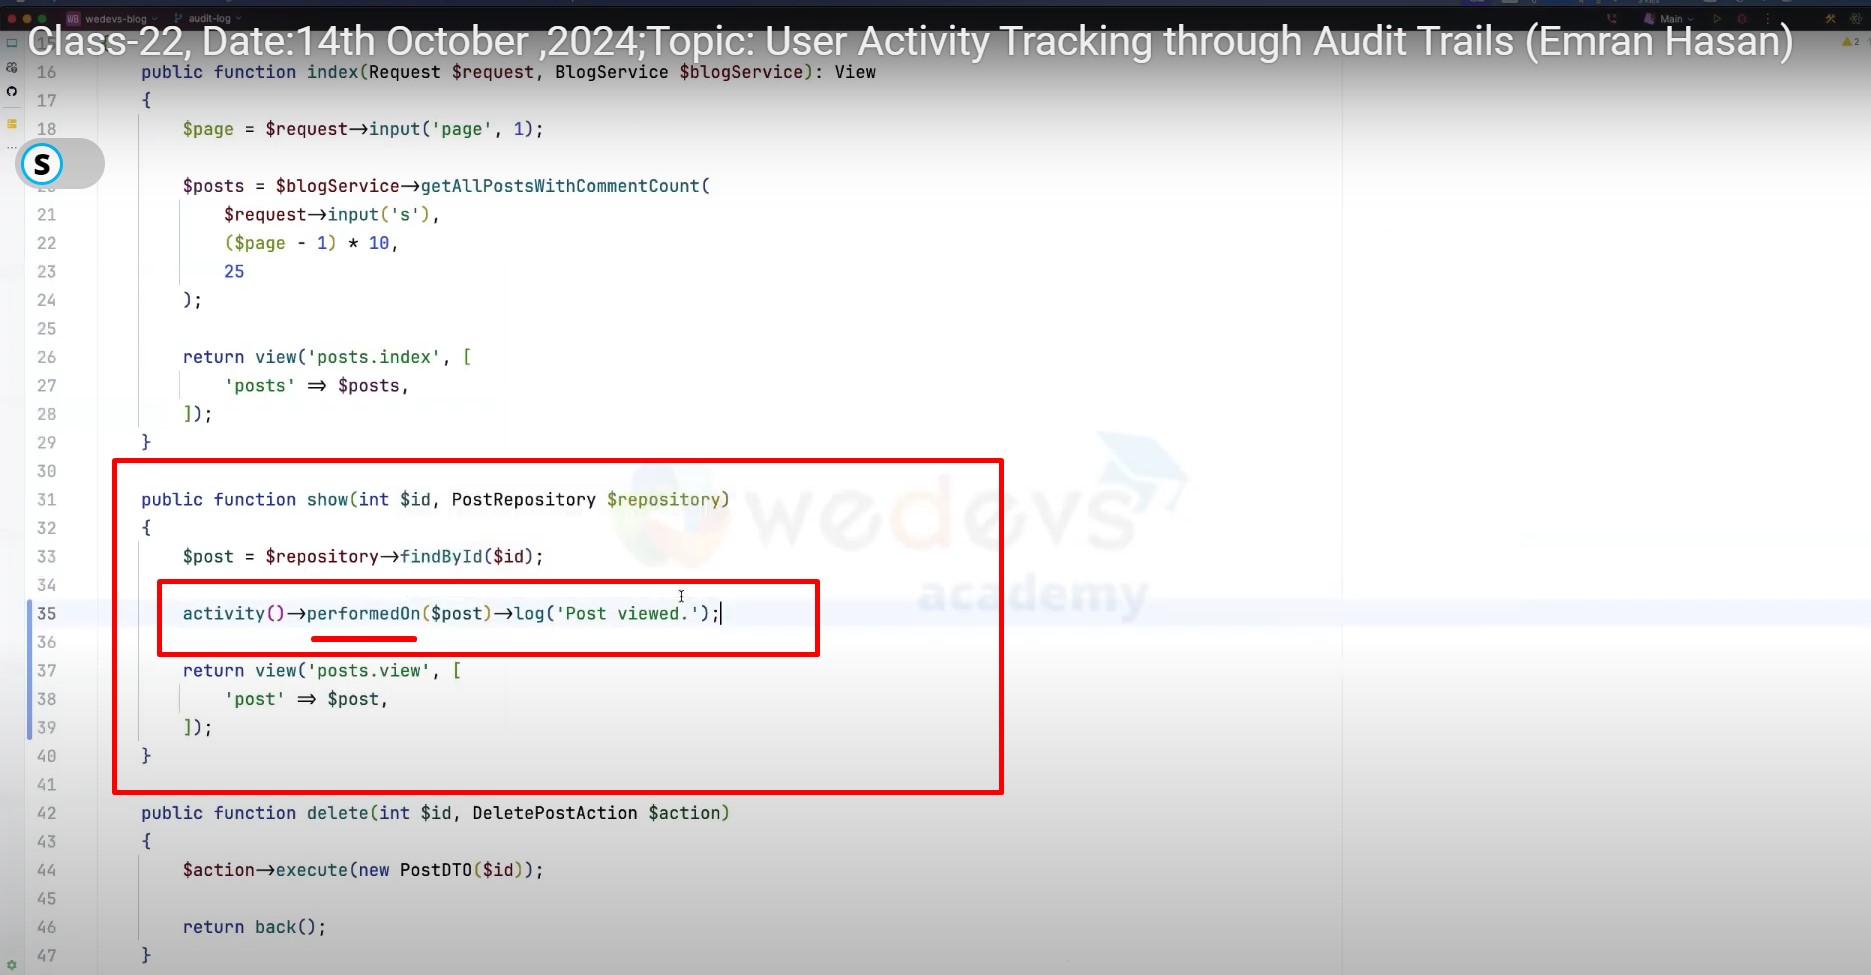 wedevs-blog audit-log Main
Class-22, Date:14th October ,2024;Topic: User Activity Tracking through Audit Trails (Emran Hasan)
2
16 public function index(Request $request, BlogService $blogService): View
17 {
18 $page = $request→input('page', 1);
S
$posts = $blogService→getAllPostsWithCommentCount(
21 $request→input('s'),
22 ($page - 1) * 10,
23 25
24 );
25
26 return view('posts.index', [
27 'posts' ⇒ $posts,
28 ]);
29 }
30
31 public function show(int $id, PostRepository $repository)
32 {
33 $post = $repository→findById($id);
34
35 activity()→performedOn($post)→log('Post viewed.');
36
37 return view('posts.view', [
38 'post' ⇒ $post,
39 ]);
40 }
41
42 public function delete(int $id, DeletePostAction $action)
43 {
44 $action→execute(new PostDTO($id));
45
46 return back();
47 }
wedevs
academy